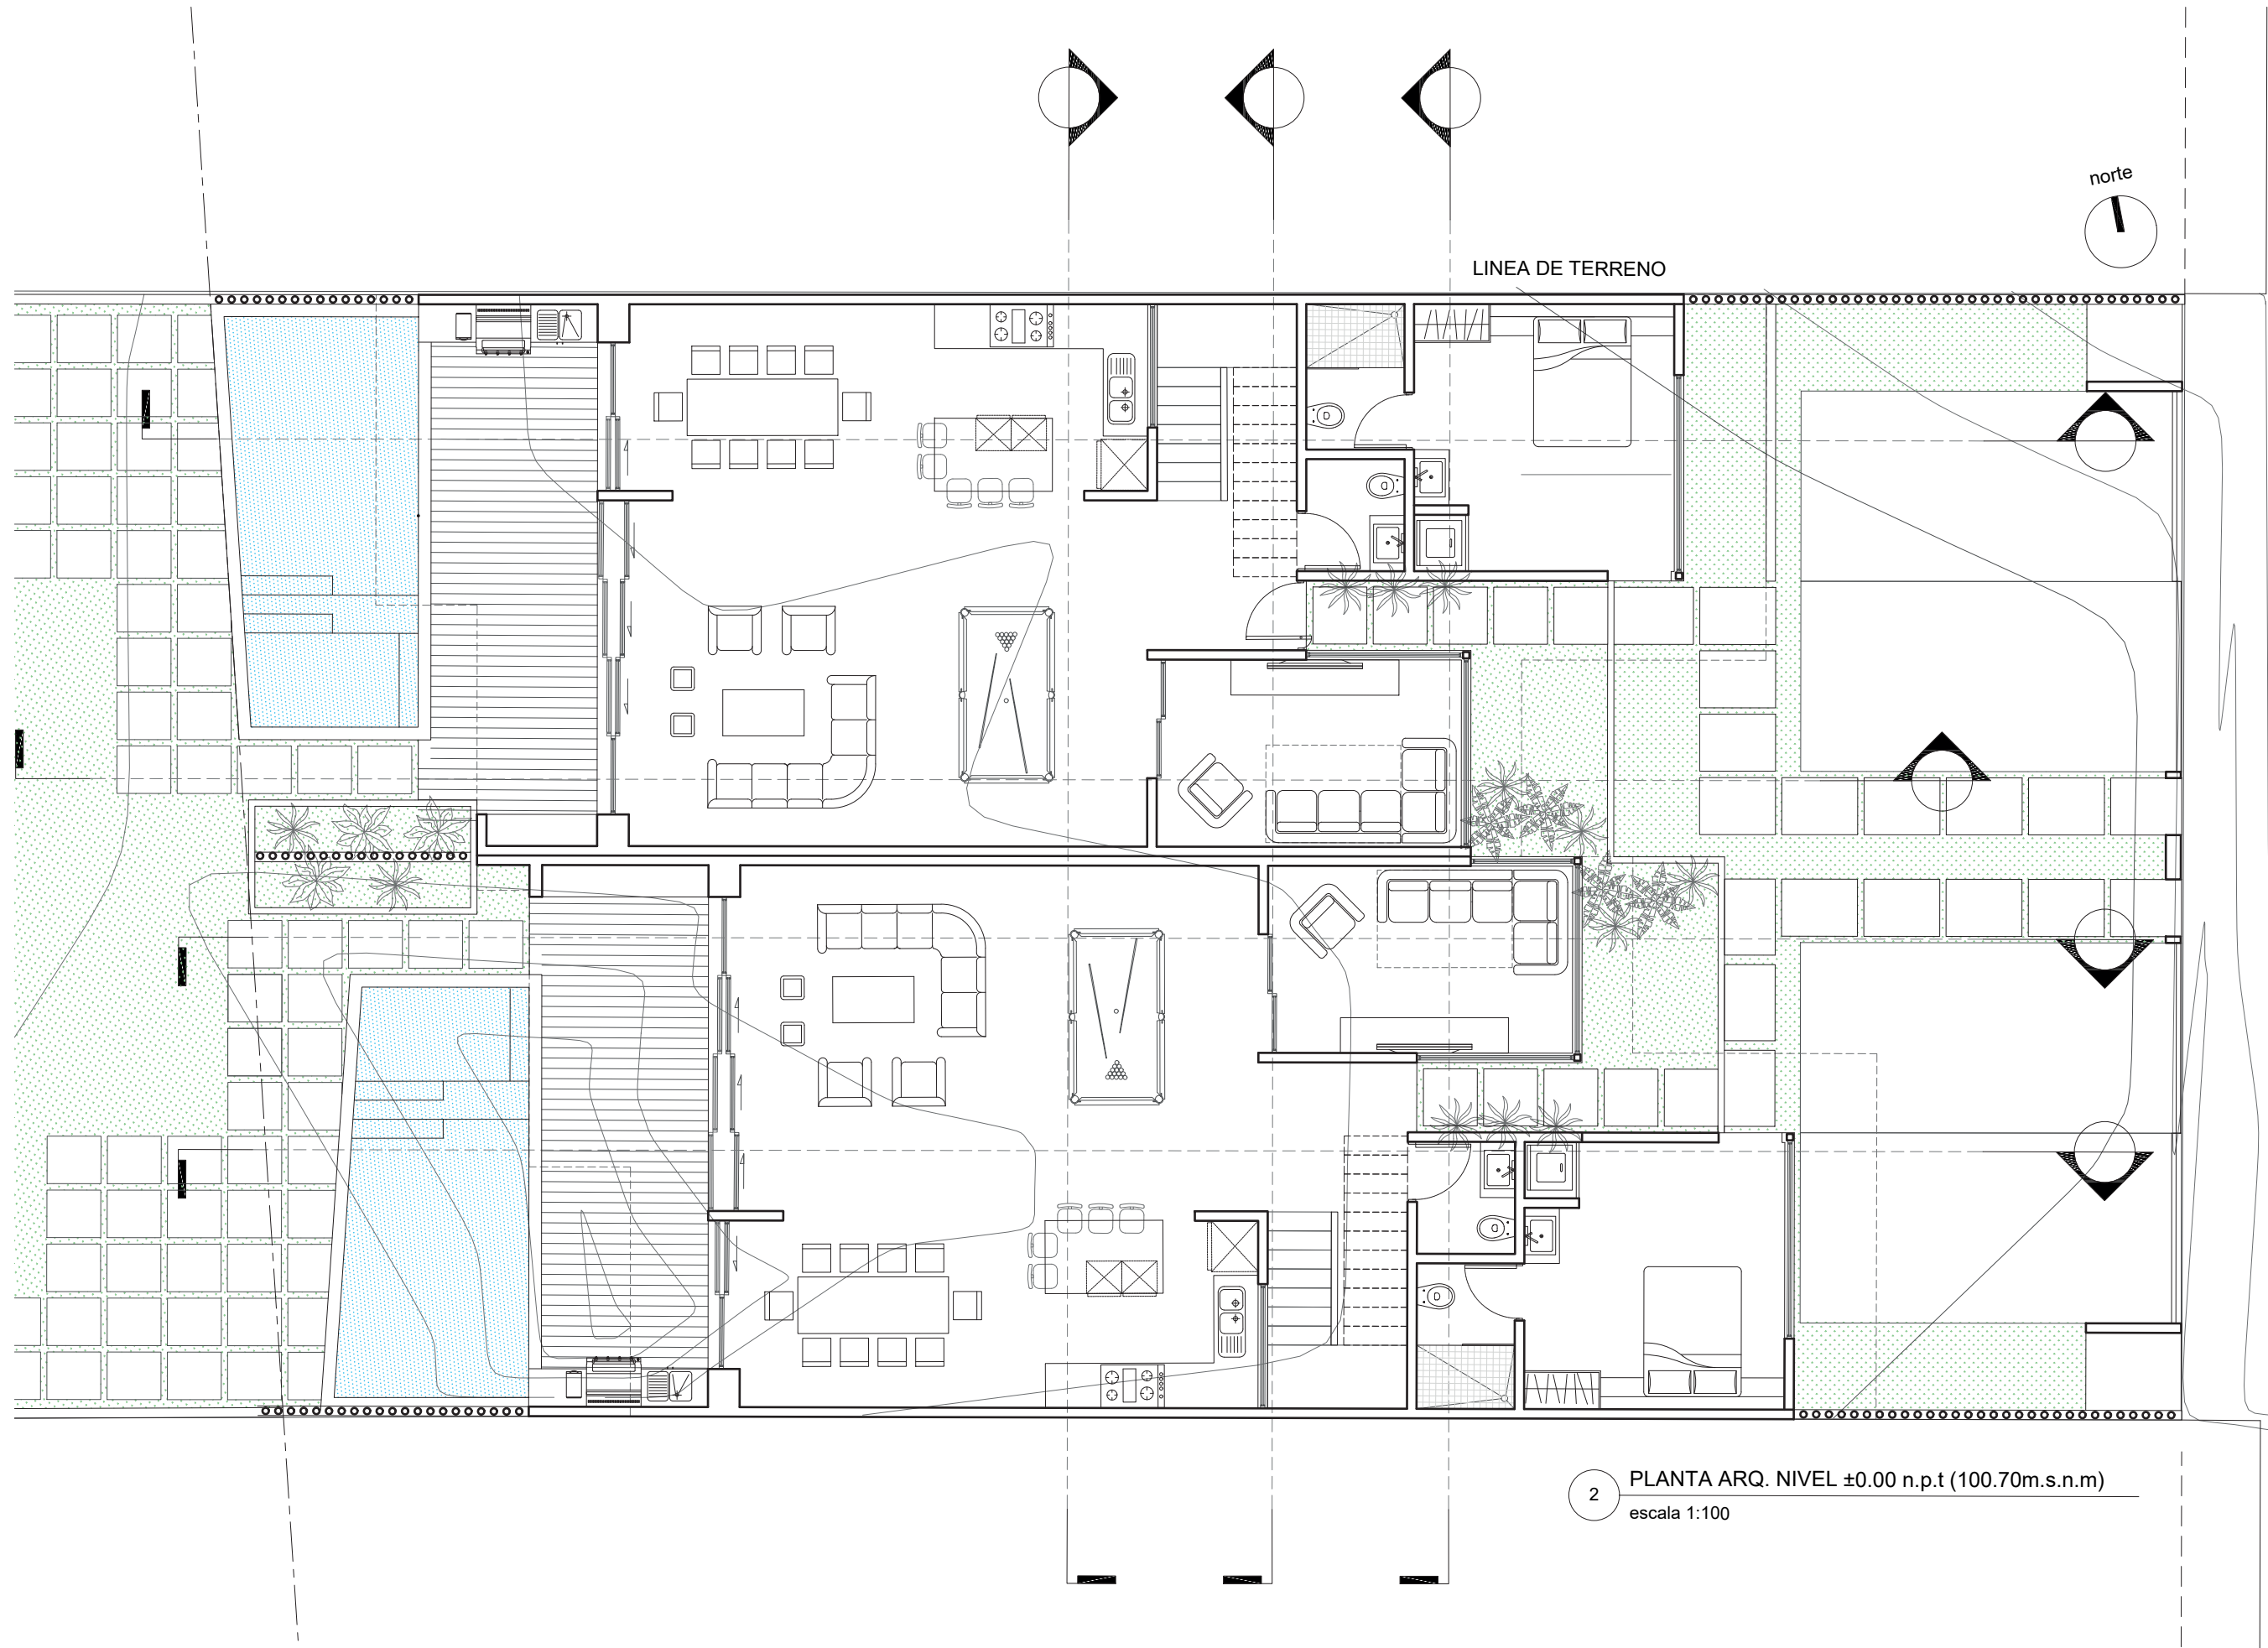 norte
LINEA DE TERRENO
2
PLANTA ARQ. NIVEL ±0.00 n.p.t (100.70m.s.n.m)
escala 1:100